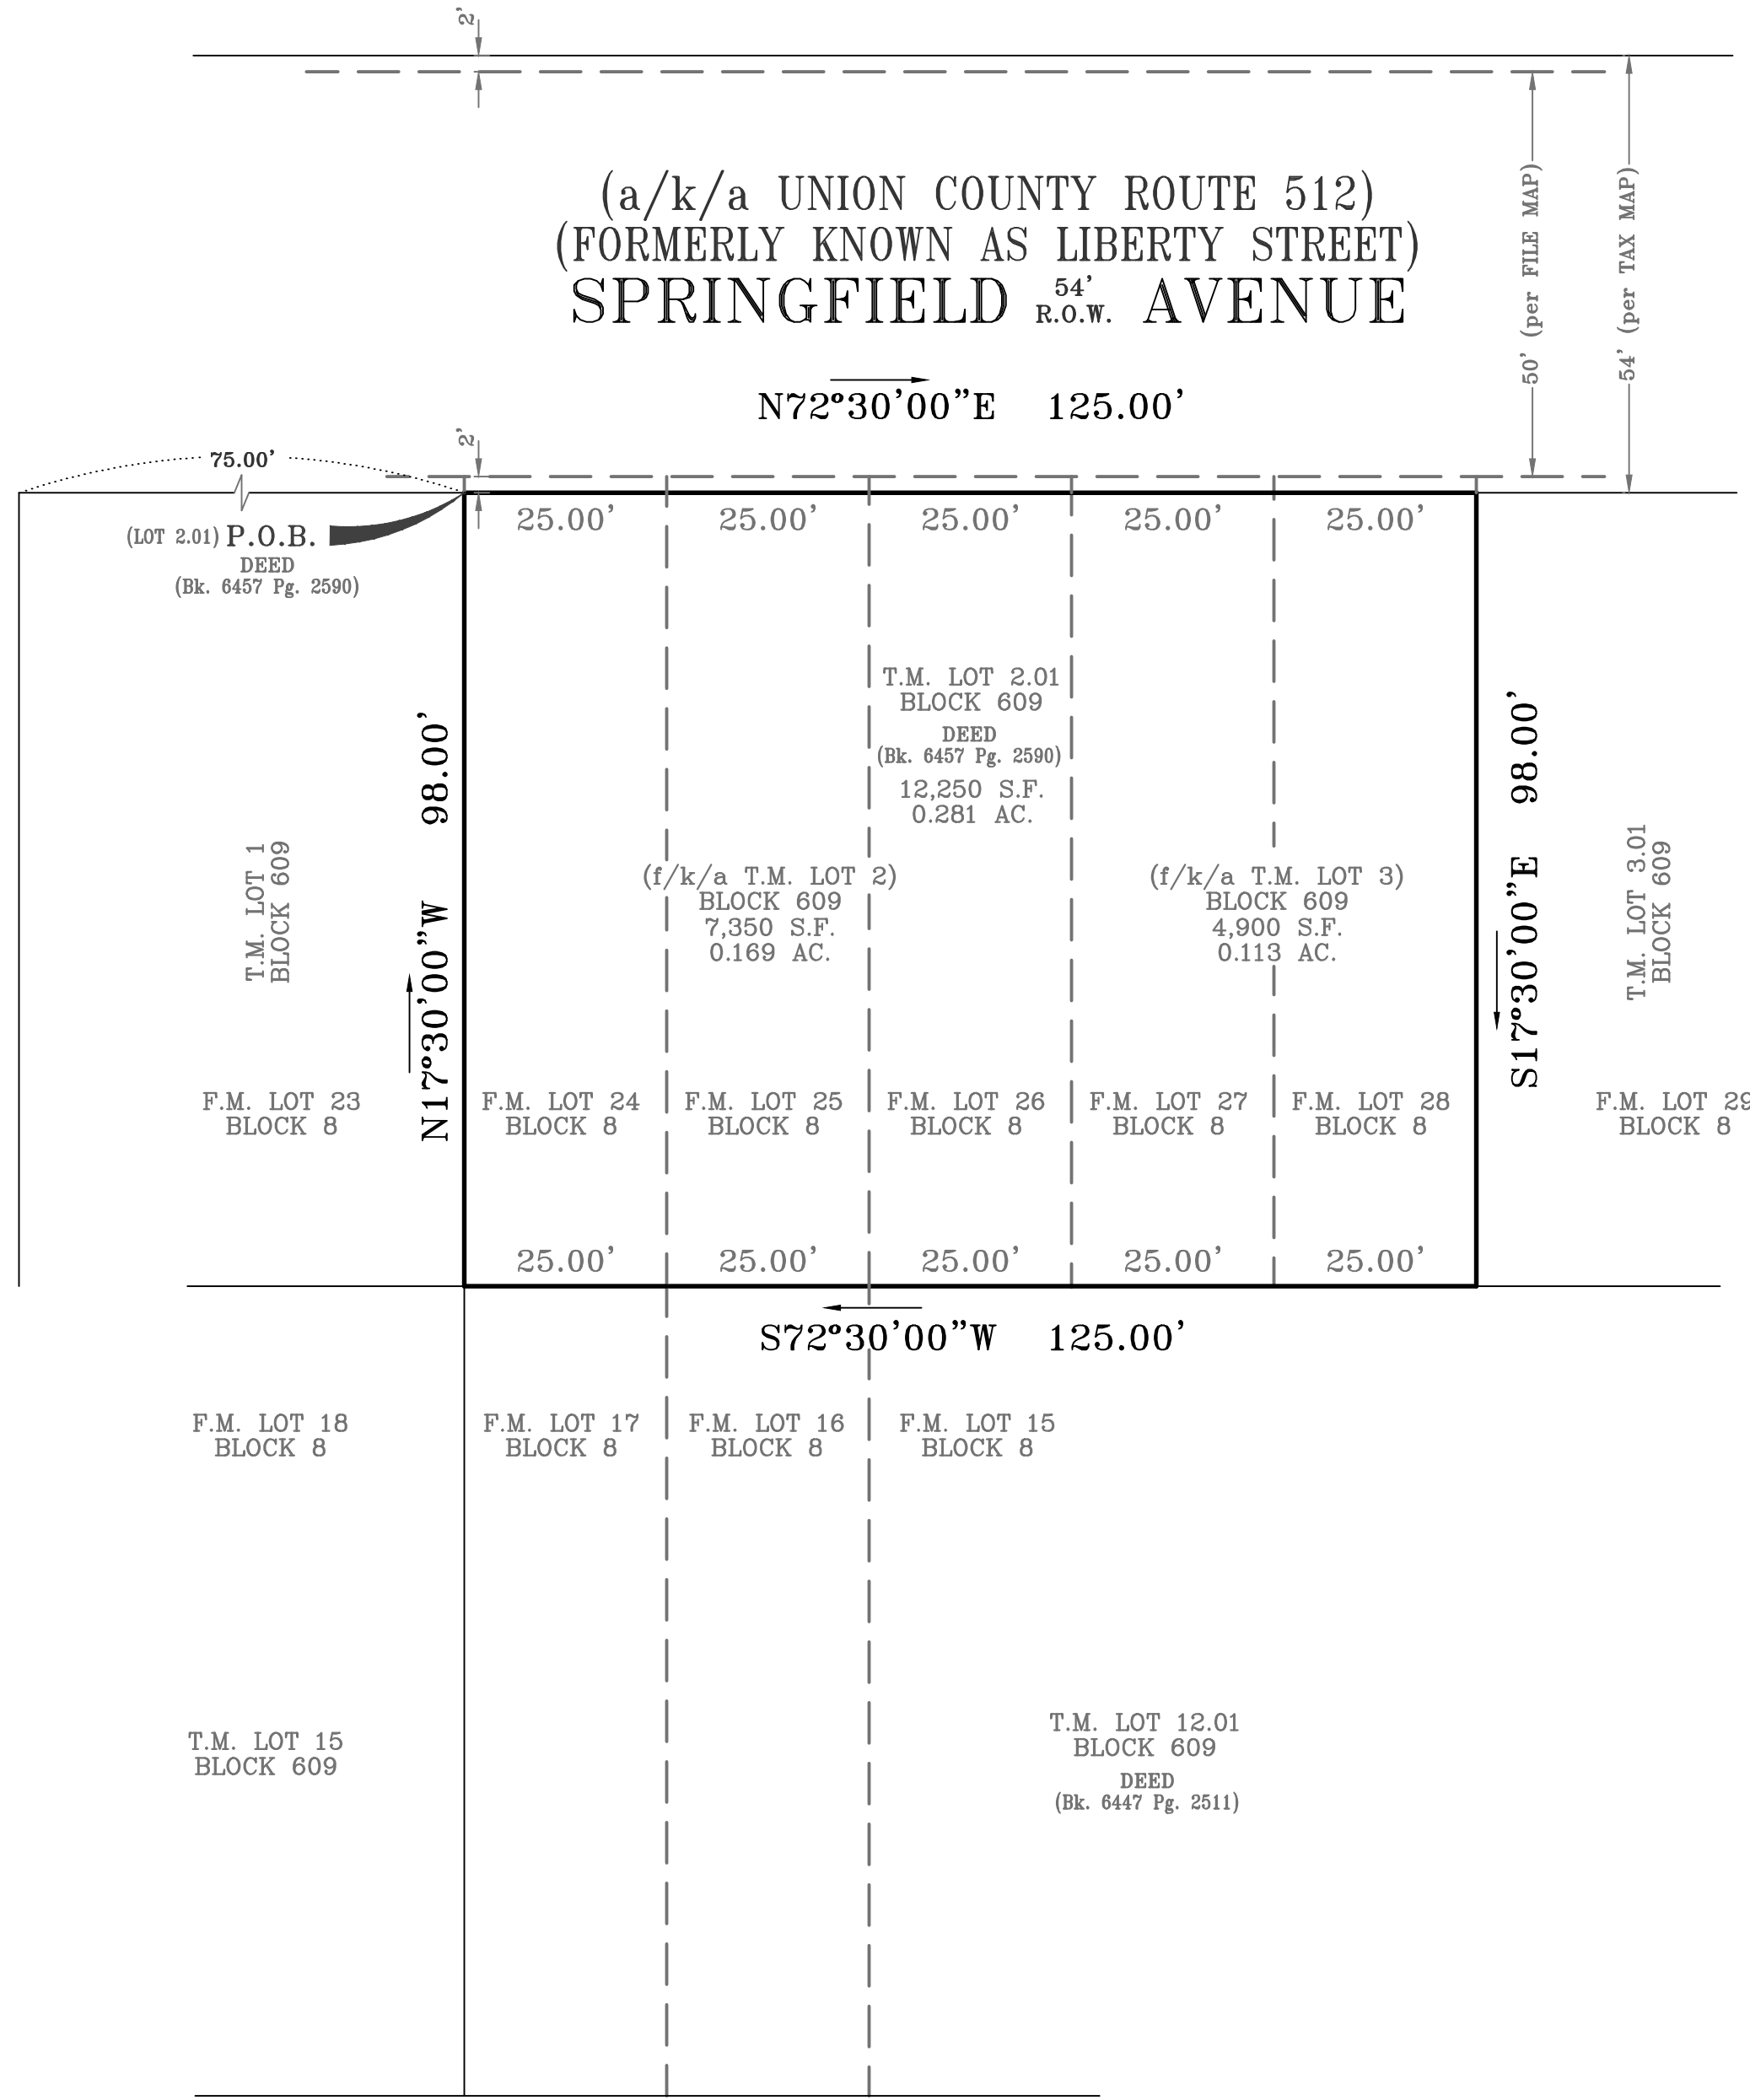 2'
(a/k/a UNION COUNTY ROUTE 512)
(FORMERLY KNOWN AS LIBERTY STREET)
SPRINGFIELD 54' R.O.W. AVENUE
50' (per FILE MAP)
54' (per TAX MAP)
N72°30'00"E 125.00'
2'
75.00'
(LOT 2.01) P.O.B.
DEED
(Bk. 6457 Pg. 2590)
25.00' 25.00' 25.00' 25.00' 25.00'
T.M. LOT 2.01
BLOCK 609
DEED
(Bk. 6457 Pg. 2590)
12,250 S.F.
0.281 AC.
T.M. LOT 1
BLOCK 609
N17°30'00"W 98.00'
(f/k/a T.M. LOT 2)
BLOCK 609
7,350 S.F.
0.169 AC.
(f/k/a T.M. LOT 3)
BLOCK 609
4,900 S.F.
0.113 AC.
S17°30'00"E 98.00'
T.M. LOT 3.01
BLOCK 609
F.M. LOT 23
BLOCK 8
F.M. LOT 24
BLOCK 8
F.M. LOT 25
BLOCK 8
F.M. LOT 26
BLOCK 8
F.M. LOT 27
BLOCK 8
F.M. LOT 28
BLOCK 8
F.M. LOT 29
BLOCK 8
25.00' 25.00' 25.00' 25.00' 25.00'
S72°30'00"W 125.00'
F.M. LOT 18
BLOCK 8
F.M. LOT 17
BLOCK 8
F.M. LOT 16
BLOCK 8
F.M. LOT 15
BLOCK 8
T.M. LOT 15
BLOCK 609
T.M. LOT 12.01
BLOCK 609
DEED
(Bk. 6447 Pg. 2511)